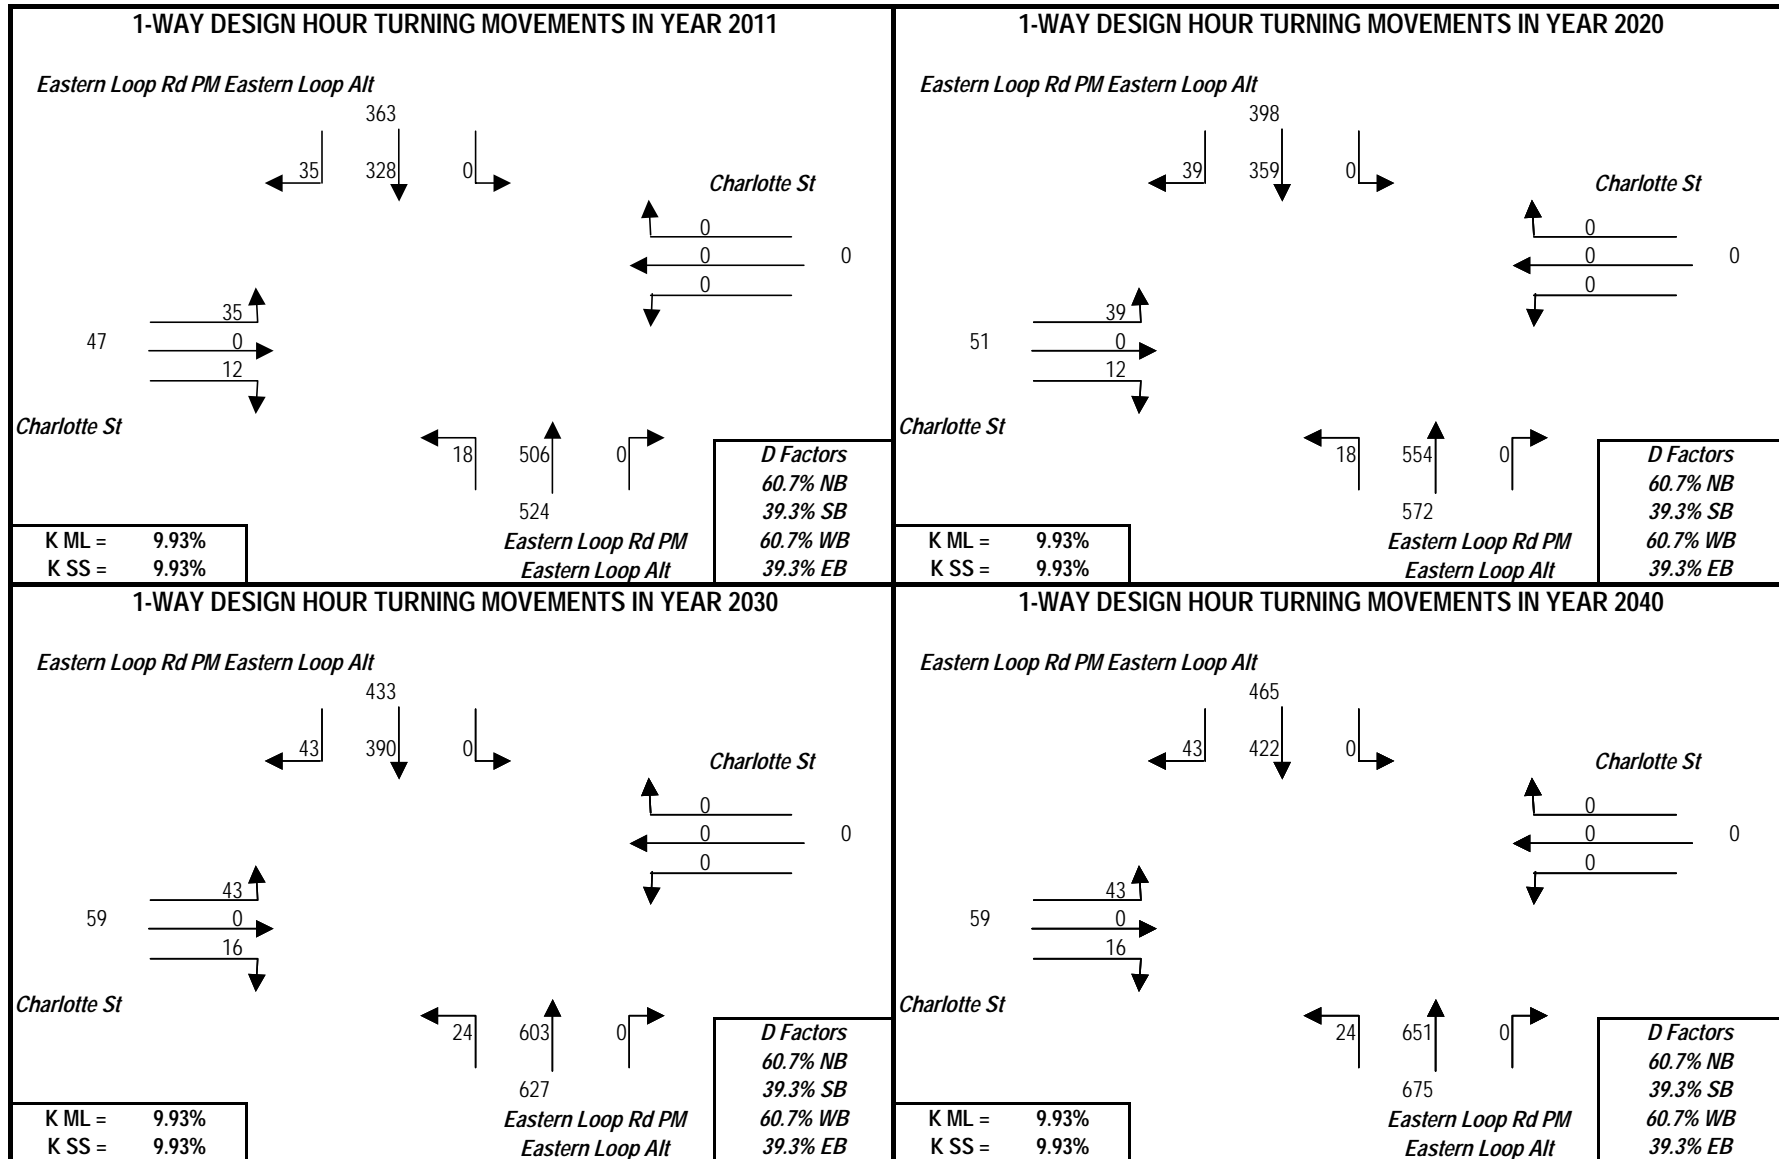 1-WAY DESIGN HOUR TURNING MOVEMENTS IN YEAR 2011
Eastern Loop Rd PM Eastern Loop Alt
363
35 328 0
Charlotte St
0
0 0
0
35
47 0
12
Charlotte St
18 506 0
524
Eastern Loop Rd PM
Eastern Loop Alt
D Factors
60.7% NB
39.3% SB
60.7% WB
39.3% EB
K ML = 9.93%
K SS = 9.93%
1-WAY DESIGN HOUR TURNING MOVEMENTS IN YEAR 2020
Eastern Loop Rd PM Eastern Loop Alt
398
39 359 0
Charlotte St
0
0 0
0
39
51 0
12
Charlotte St
18 554 0
572
Eastern Loop Rd PM
Eastern Loop Alt
D Factors
60.7% NB
39.3% SB
60.7% WB
39.3% EB
K ML = 9.93%
K SS = 9.93%
1-WAY DESIGN HOUR TURNING MOVEMENTS IN YEAR 2030
Eastern Loop Rd PM Eastern Loop Alt
433
43 390 0
Charlotte St
0
0 0
0
43
59 0
16
Charlotte St
24 603 0
627
Eastern Loop Rd PM
Eastern Loop Alt
D Factors
60.7% NB
39.3% SB
60.7% WB
39.3% EB
K ML = 9.93%
K SS = 9.93%
1-WAY DESIGN HOUR TURNING MOVEMENTS IN YEAR 2040
Eastern Loop Rd PM Eastern Loop Alt
465
43 422 0
Charlotte St
0
0 0
0
43
59 0
16
Charlotte St
24 651 0
675
Eastern Loop Rd PM
Eastern Loop Alt
D Factors
60.7% NB
39.3% SB
60.7% WB
39.3% EB
K ML = 9.93%
K SS = 9.93%